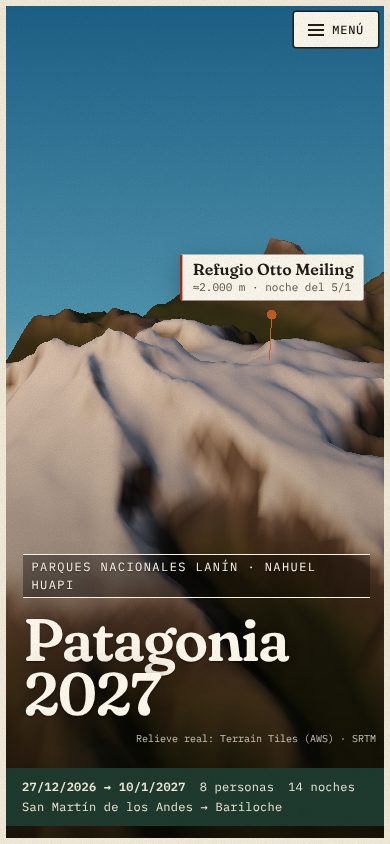 MENÚ
Refugio Otto Meiling
≈2.000 m · noche del 5/1
PARQUES NACIONALES LANÍN · NAHUEL
HUAPI
Patagonia
2027
Relieve real: Terrain Tiles (AWS) · SRTM
27/12/2026 → 10/1/2027 8 personas 14 noches
San Martín de los Andes → Bariloche